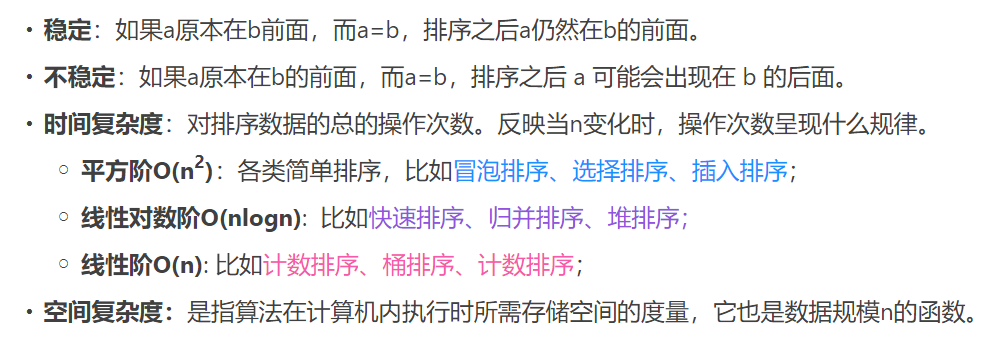 • 稳定：如果a原本在b前面，而a=b，排序之后a仍然在b的前面。
• 不稳定：如果a原本在b的前面，而a=b，排序之后 a 可能会出现在 b 的后面。
• 时间复杂度：对排序数据的总的操作次数。反映当n变化时，操作次数呈现什么规律。
○ 平方阶O(n²)：各类简单排序，比如冒泡排序、选择排序、插入排序；
○ 线性对数阶O(nlogn): 比如快速排序、归并排序、堆排序；
○ 线性阶O(n): 比如计数排序、桶排序、计数排序；
• 空间复杂度：是指算法在计算机内执行时所需存储空间的度量，它也是数据规模n的函数。